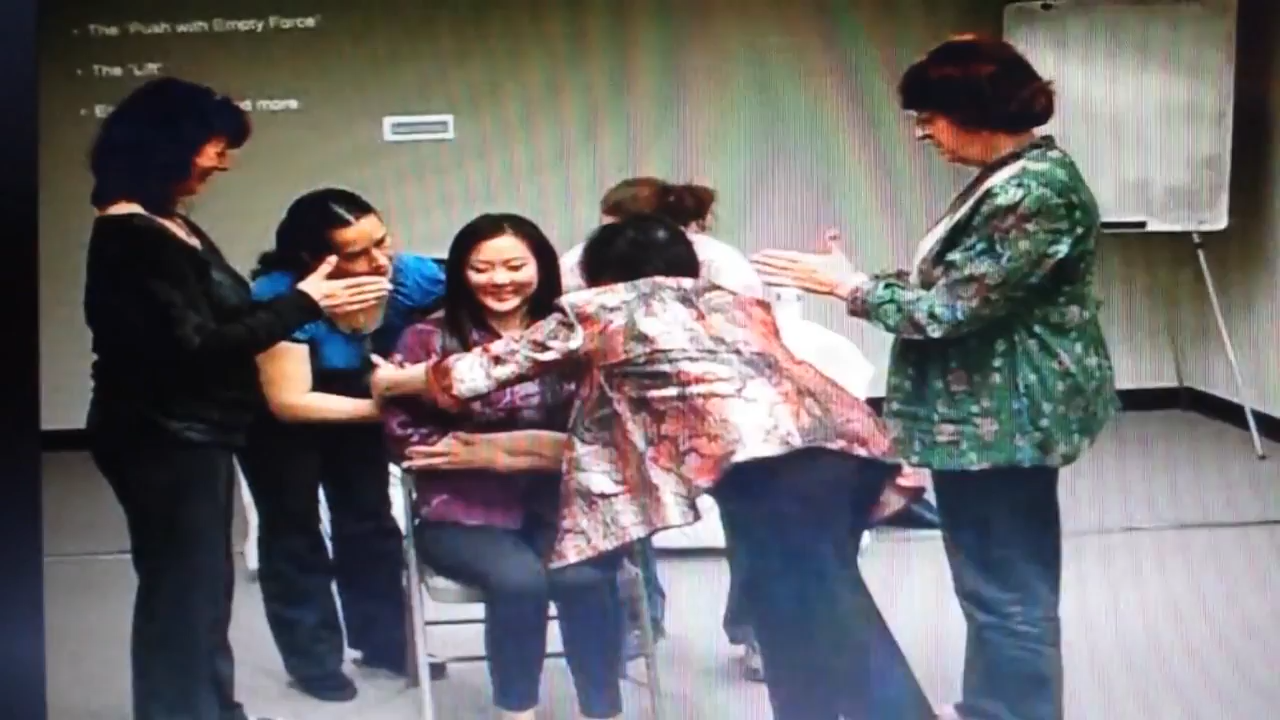 • The "Push with Empty Force"
• The "Lift"
• d more